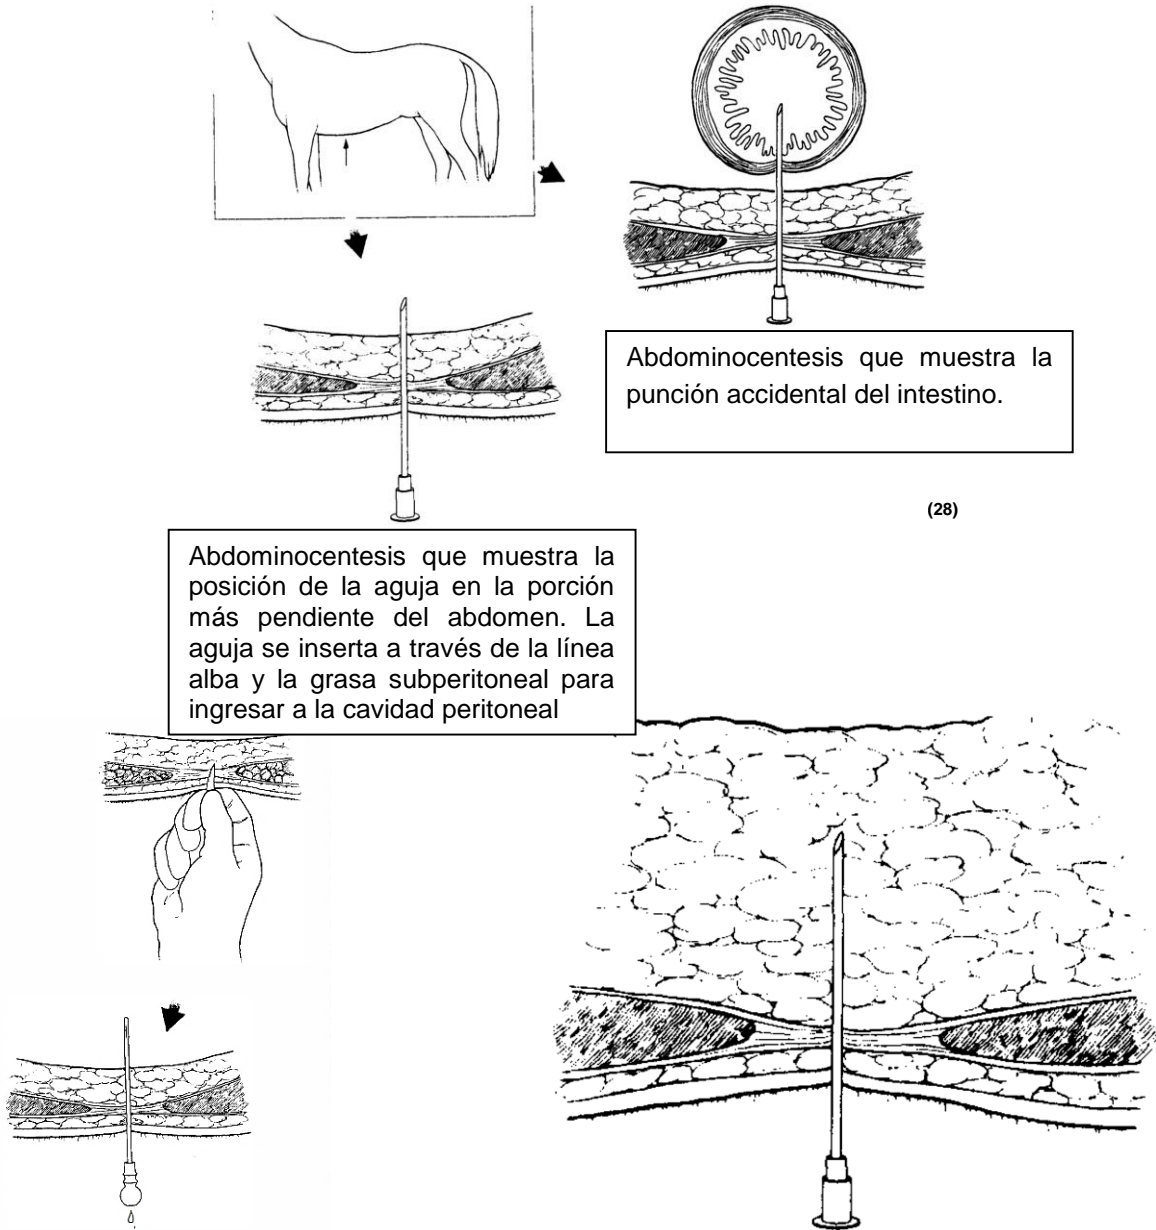 Abdominocentesis que muestra la
punción accidental del intestino.
(28)
Abdominocentesis que muestra la
posición de la aguja en la porción
más pendiente del abdomen. La
aguja se inserta a través de la línea
alba y la grasa subperitoneal para
ingresar a la cavidad peritoneal